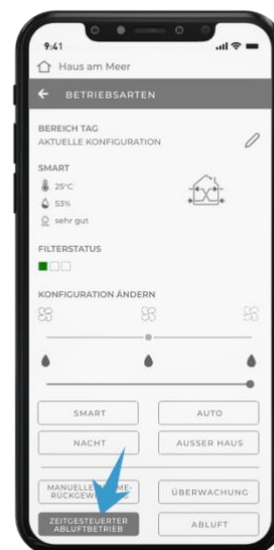 9:41
Haus am Meer
BETRIEBSARTEN
BEREICH TAG
AKTUELLE KONFIGURATION
SMART
25°C
53%
sehr gut
FILTERSTATUS
KONFIGURATION ÄNDERN
SMART
AUTO
NACHT
AUSSER HAUS
MANUELLE ME-
RÜCKGEW
ÜBERWACHUNG
ZEITGESTEUERTER
ABLUFTBETRIEB
ABLUFT